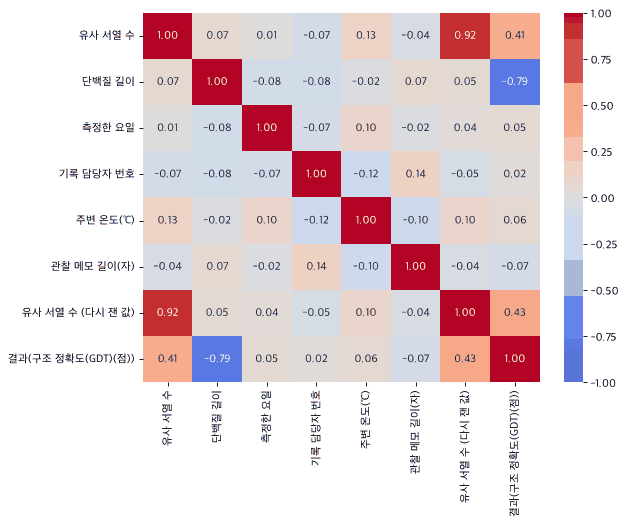 유사 서열 수 1.00 0.07 0.01 −0.07 0.13 −0.04 0.92 0.41
단백질 길이 0.07 1.00 −0.08 −0.08 −0.02 0.07 0.05 −0.79
측정한 요일 0.01 −0.08 1.00 −0.07 0.10 −0.02 0.04 0.05
기록 담당자 번호 −0.07 −0.08 −0.07 1.00 −0.12 0.14 −0.05 0.02
주변 온도(℃) 0.13 −0.02 0.10 −0.12 1.00 −0.10 0.10 0.06
관찰 메모 길이(자) −0.04 0.07 −0.02 0.14 −0.10 1.00 −0.04 −0.07
유사 서열 수 (다시 잰 값) 0.92 0.05 0.04 −0.05 0.10 −0.04 1.00 0.43
결과(구조 정확도(GDT)(점)) 0.41 −0.79 0.05 0.02 0.06 −0.07 0.43 1.00
유사 서열 수
단백질 길이
측정한 요일
기록 담당자 번호
주변 온도(℃)
관찰 메모 길이(자)
유사 서열 수 (다시 잰 값)
결과(구조 정확도(GDT)(점))
1.00
0.75
0.50
0.25
0.00
−0.25
−0.50
−0.75
−1.00